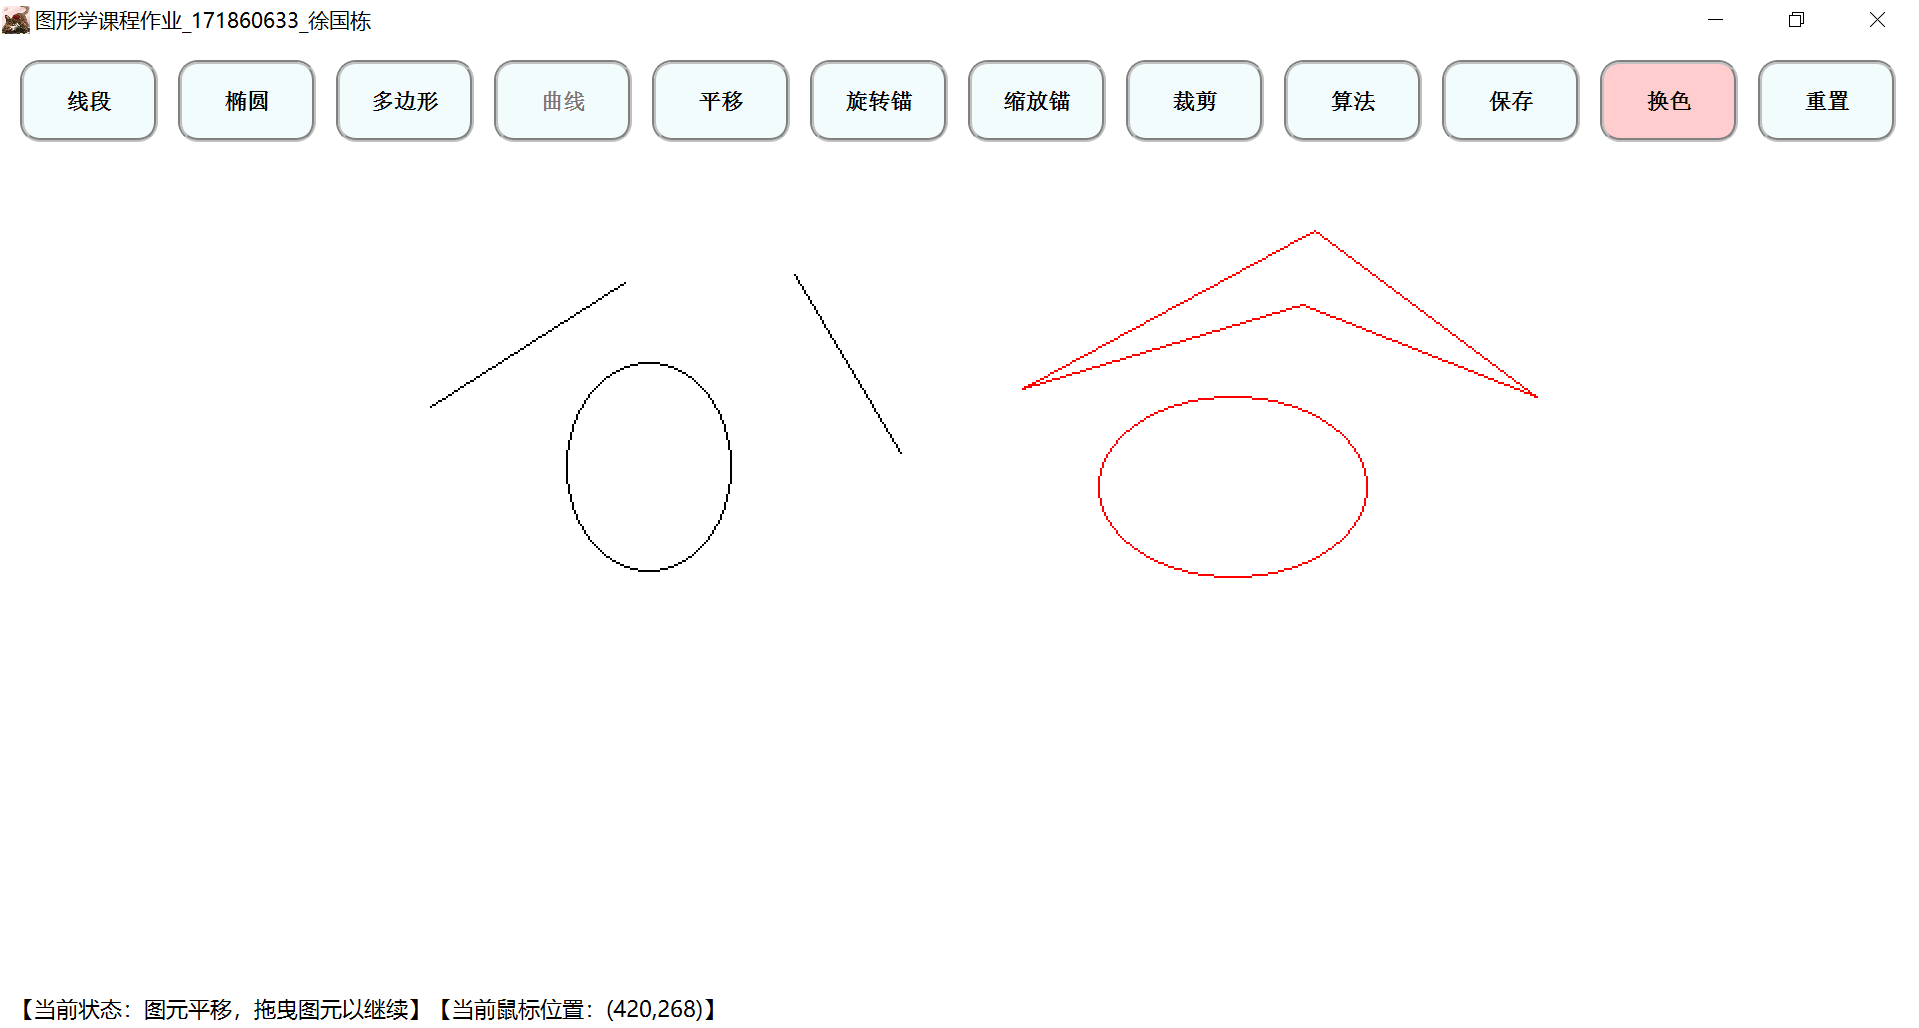 图形学课程作业_171860633_徐国栋
线段 椭圆 多边形 曲线 平移 旋转锚 缩放锚 裁剪 算法 保存 换色 重置
【当前状态：图元平移，拖曳图元以继续】【当前鼠标位置：(420,268)】